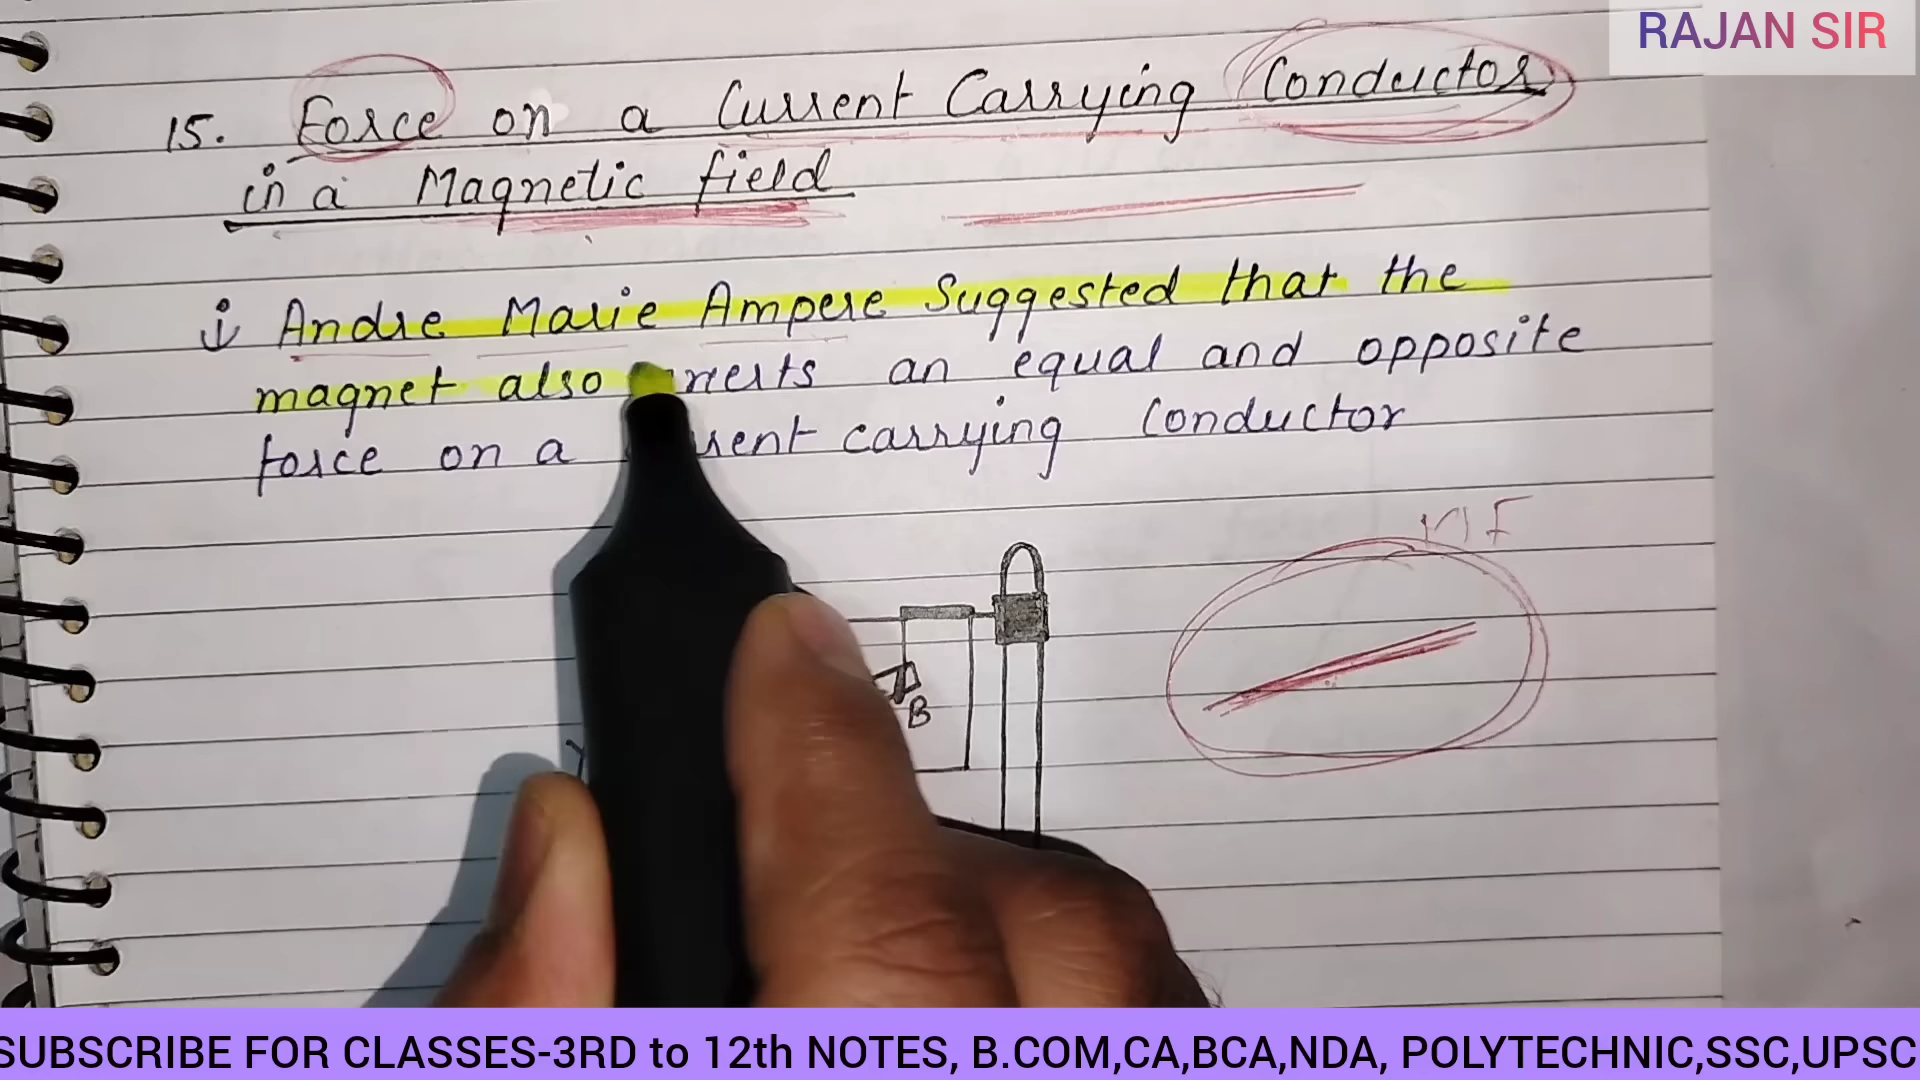 RAJAN SIR
15. Force on a Current Carrying Conductor
in a Magnetic field
i Andre Marie Ampere Suggested that the
magnet also an equal and opposite
force on a carrying Conductor
MF
B
SUBSCRIBE FOR CLASSES-3RD to 12th NOTES, B.COM,CA,BCA,NDA, POLYTECHNIC,SSC,UPSC